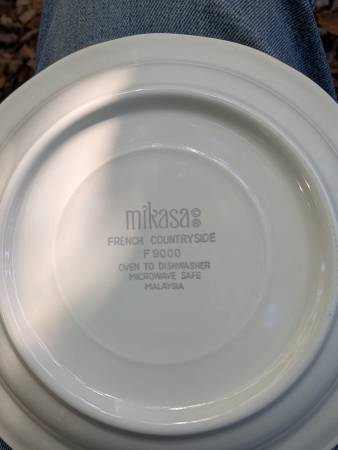 mikasa
FRENCH COUNTRYSIDE
F 9000
OVEN TO DISHWASHER
MICROWAVE SAFE
MALAYSIA